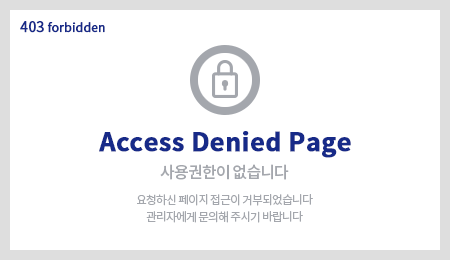 403 forbidden
Access Denied Page
사용권한이 없습니다
요청하신 페이지 접근이 거부되었습니다
관리자에게 문의해 주시기 바랍니다